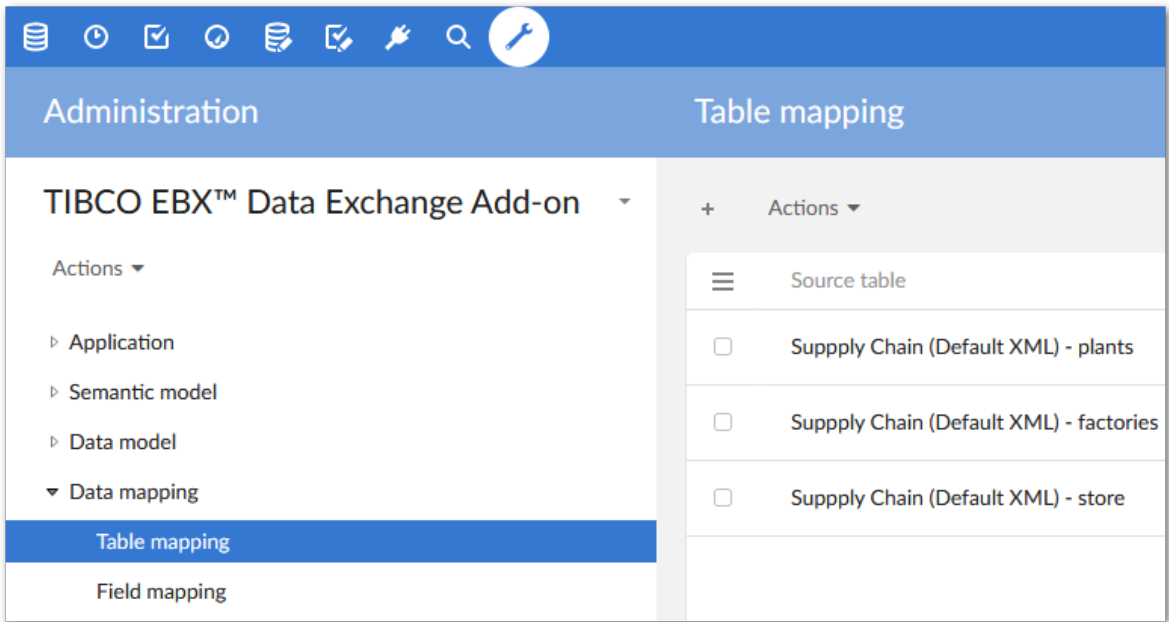 Administration
Table mapping
TIBCO EBX™ Data Exchange Add-on
Actions
Application
Semantic model
Data model
Data mapping
Table mapping
Field mapping
+ Actions
Source table
Suppply Chain (Default XML) - plants
Suppply Chain (Default XML) - factories
Suppply Chain (Default XML) - store